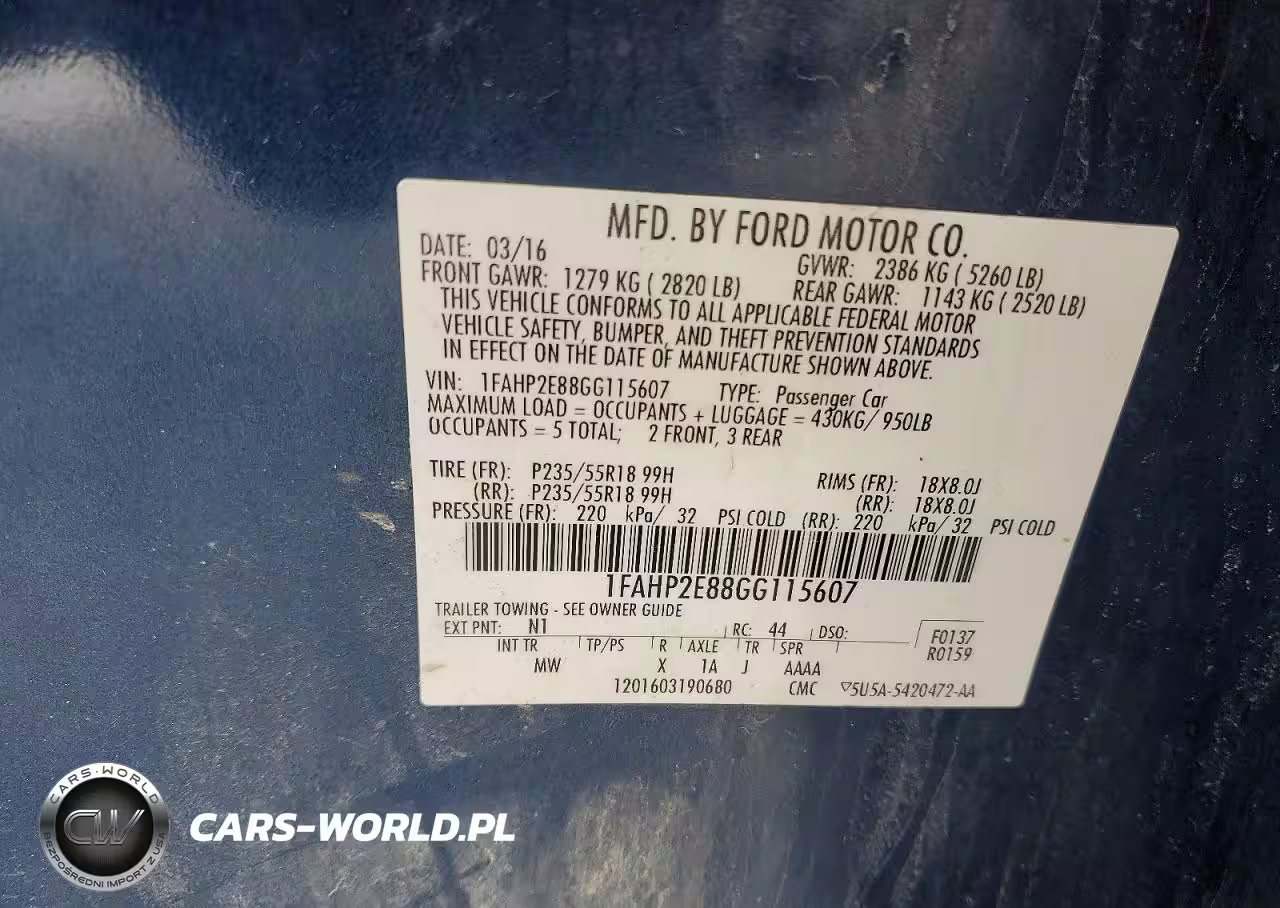 MFD. BY FORD MOTOR CO.
DATE: 03/16 GVWR: 2386 KG ( 5260 LB)
FRONT GAWR: 1279 KG ( 2820 LB) REAR GAWR: 1143 KG ( 2520 LB)
THIS VEHICLE CONFORMS TO ALL APPLICABLE FEDERAL MOTOR
VEHICLE SAFETY, BUMPER, AND THEFT PREVENTION STANDARDS
IN EFFECT ON THE DATE OF MANUFACTURE SHOWN ABOVE.
VIN: 1FAHP2E88GG115607 TYPE: Passenger Car
MAXIMUM LOAD = OCCUPANTS + LUGGAGE = 430KG/ 950LB
OCCUPANTS = 5 TOTAL; 2 FRONT, 3 REAR
TIRE (FR): P235/55R18 99H RIMS (FR): 18X8.0J
(RR): P235/55R18 99H (RR): 18X8.0J
PRESSURE (FR): 220 kPa/ 32 PSI COLD (RR): 220 kPa/ 32 PSI COLD
1FAHP2E88GG115607
TRAILER TOWING - SEE OWNER GUIDE
EXT PNT: N1 RC: 44 DSO: F0137
INT TR TP/PS R AXLE TR SPR R0159
MW X 1A J AAAA
1201603190680 CMC ▽5U5A-5420472-AA
CARS-WORLD
CW
BEZPOŚREDNI IMPORT Z USA
CARS-WORLD.PL